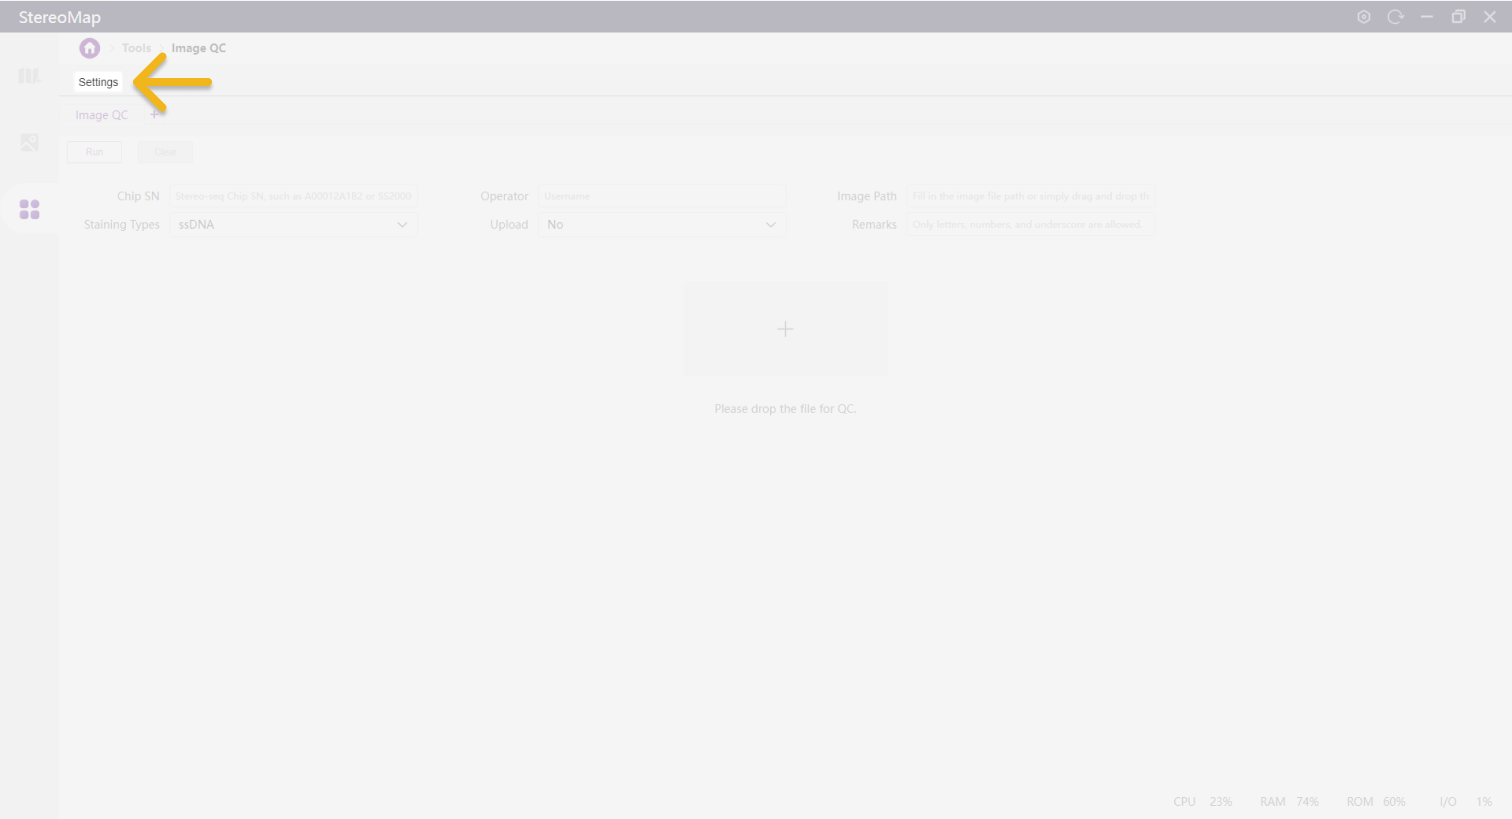 StereoMap
Tools Image QC
Settings
Image QC +
Run Clear
Chip SN Stereo-seq Chip SN, such as A00012A1B2 or SS2000 Operator Username Image Path Fill in the image file path or simply drag and drop th
Staining Types ssDNA Upload No Remarks Only letters, numbers, and underscore are allowed.
Please drop the file for QC.
CPU 23% RAM 74% ROM 60% I/O 1%